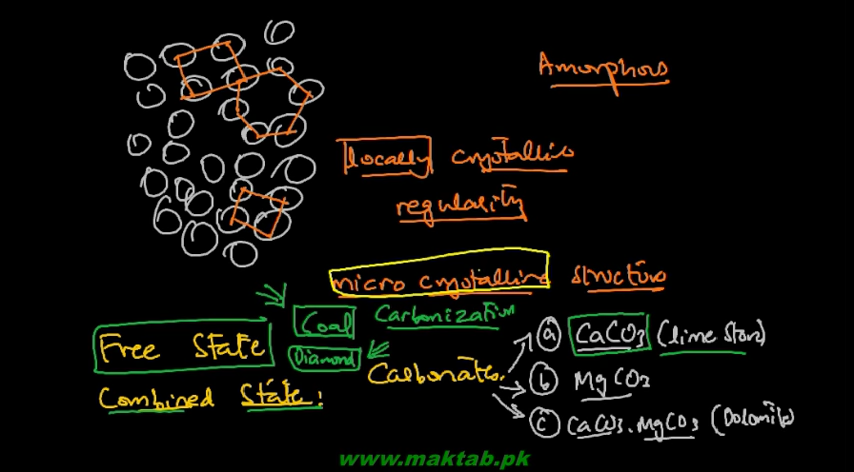 Amorphous
locally crystalline
regularity
micro crystalline structure
Coal Carbonization
Free State
Diamond
Combined State:
Carbonates.
a CaCO3 (lime stone)
b MgCO3
c CaCO3.MgCO3 (Dolomite)
www.maktab.pk